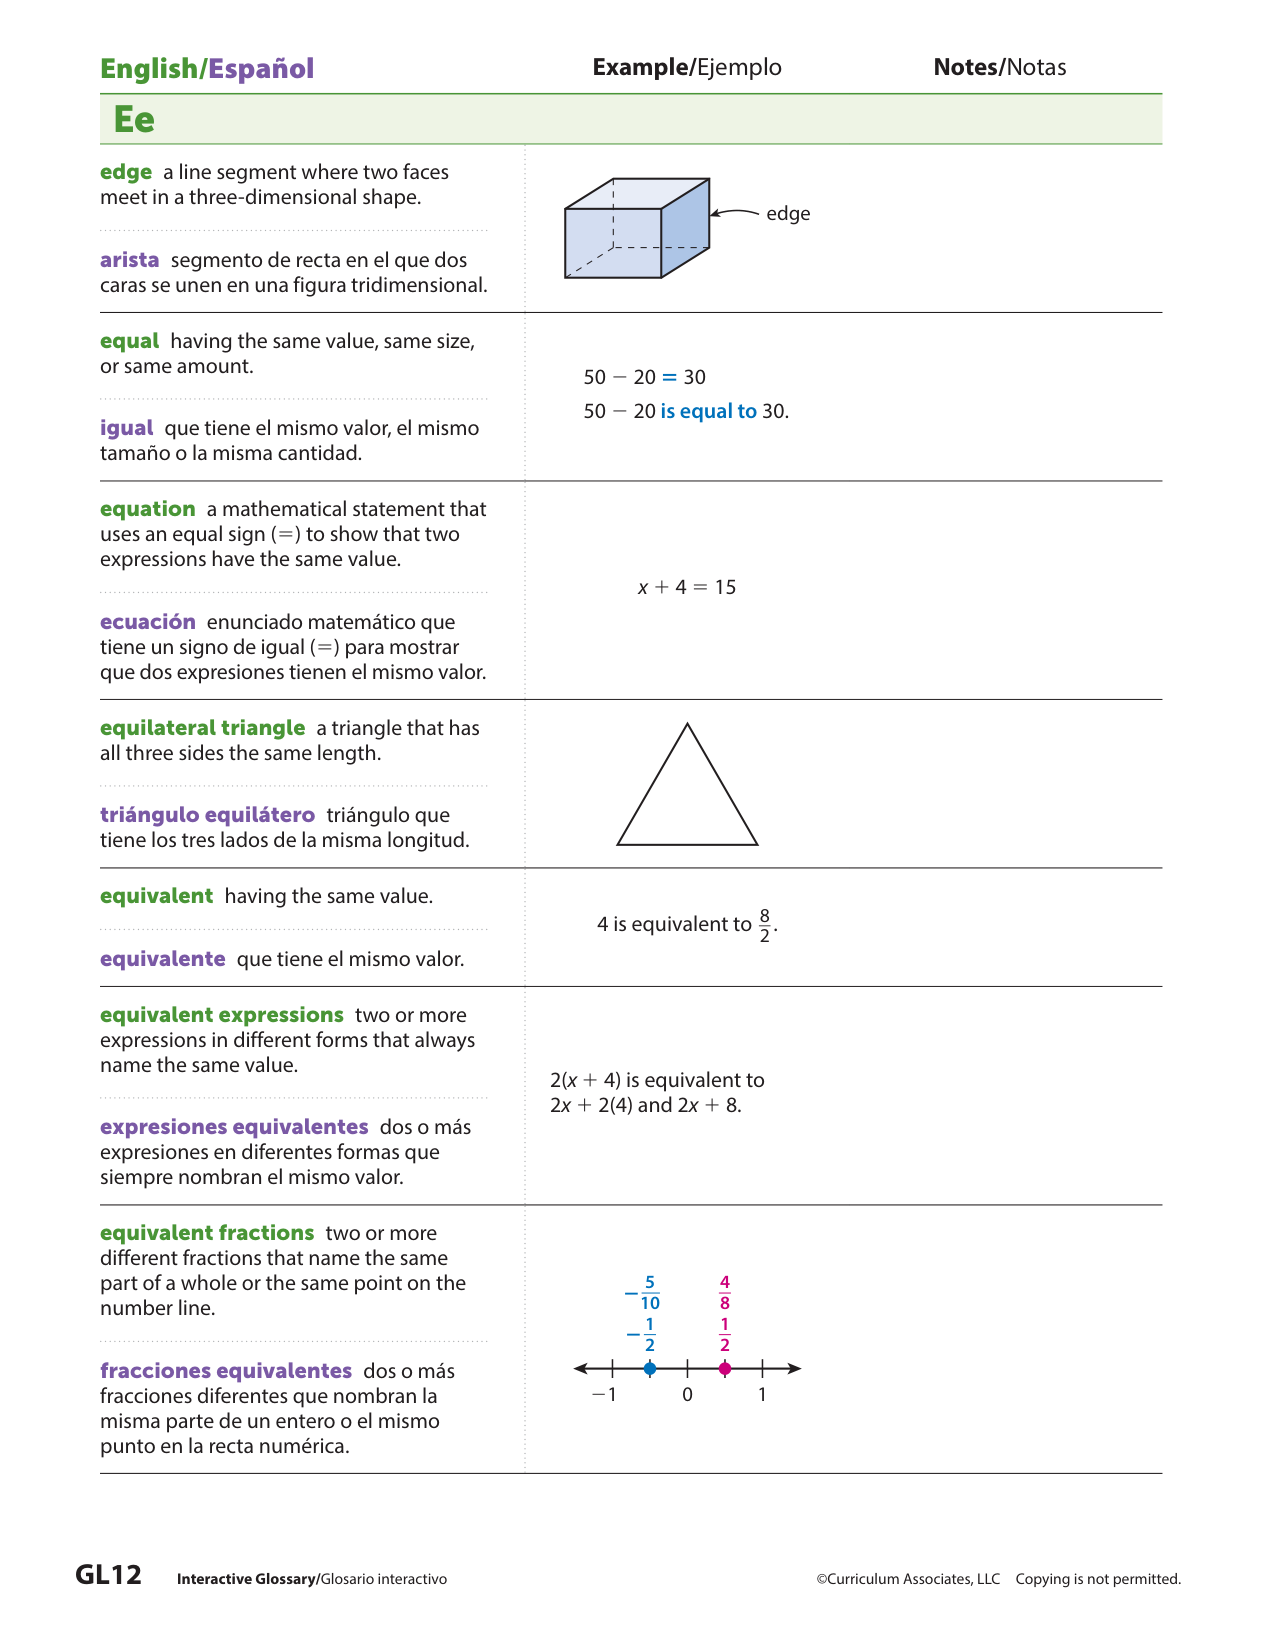 English/Español
Example/Ejemplo
Notes/Notas
Ee
edge a line segment where two faces
meet in a three-dimensional shape.
edge
arista segmento de recta en el que dos
caras se unen en una figura tridimensional.
equal having the same value, same size,
or same amount.
50 − 20 = 30
50 − 20 is equal to 30.
igual que tiene el mismo valor, el mismo
tamaño o la misma cantidad.
equation a mathematical statement that
uses an equal sign (=) to show that two
expressions have the same value.
x + 4 = 15
ecuación enunciado matemático que
tiene un signo de igual (=) para mostrar
que dos expresiones tienen el mismo valor.
equilateral triangle a triangle that has
all three sides the same length.
triángulo equilátero triángulo que
tiene los tres lados de la misma longitud.
equivalent having the same value.
4 is equivalent to 8/2.
equivalente que tiene el mismo valor.
equivalent expressions two or more
expressions in different forms that always
name the same value.
2(x + 4) is equivalent to
2x + 2(4) and 2x + 8.
expresiones equivalentes dos o más
expresiones en diferentes formas que
siempre nombran el mismo valor.
equivalent fractions two or more
different fractions that name the same
part of a whole or the same point on the
number line.
−5/10 4/8
−1/2 1/2
−1 0 1
fracciones equivalentes dos o más
fracciones diferentes que nombran la
misma parte de un entero o el mismo
punto en la recta numérica.
GL12 Interactive Glossary/Glosario interactivo
©Curriculum Associates, LLC Copying is not permitted.